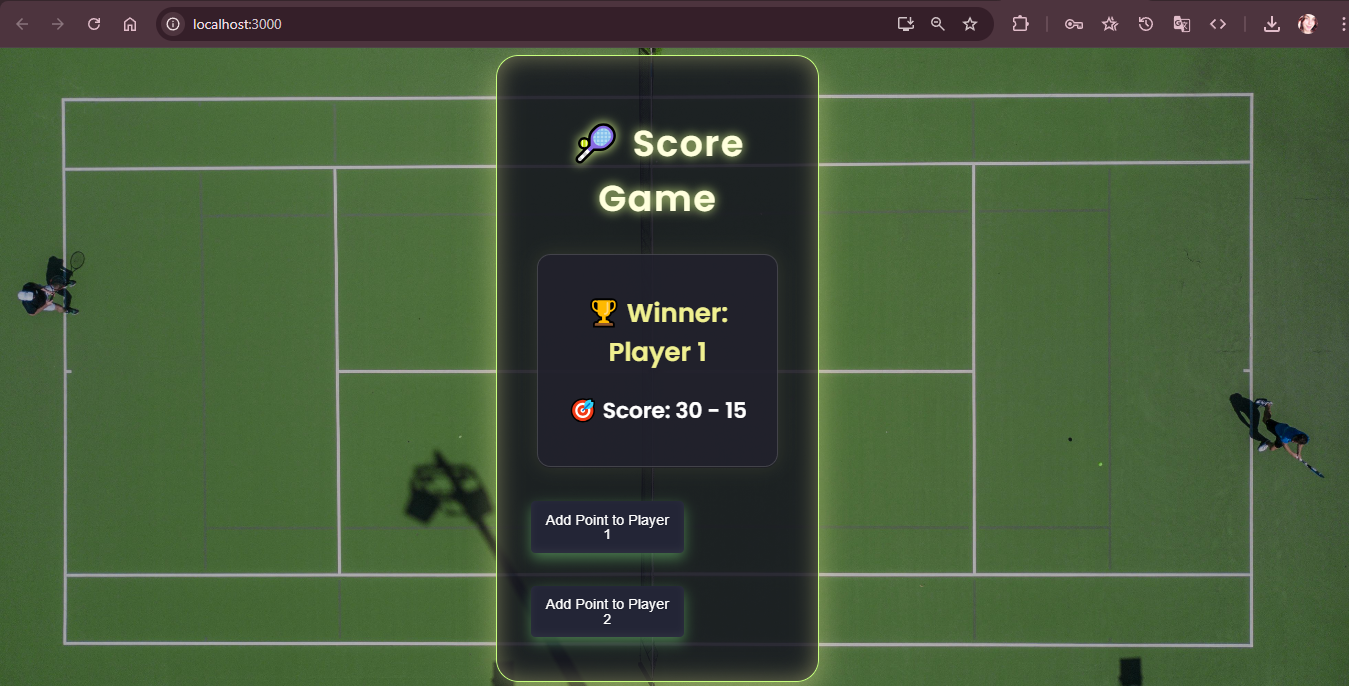 localhost:3000
🎾 Score
Game
🏆 Winner:
Player 1
🎯 Score: 30 - 15
Add Point to Player
1
Add Point to Player
2